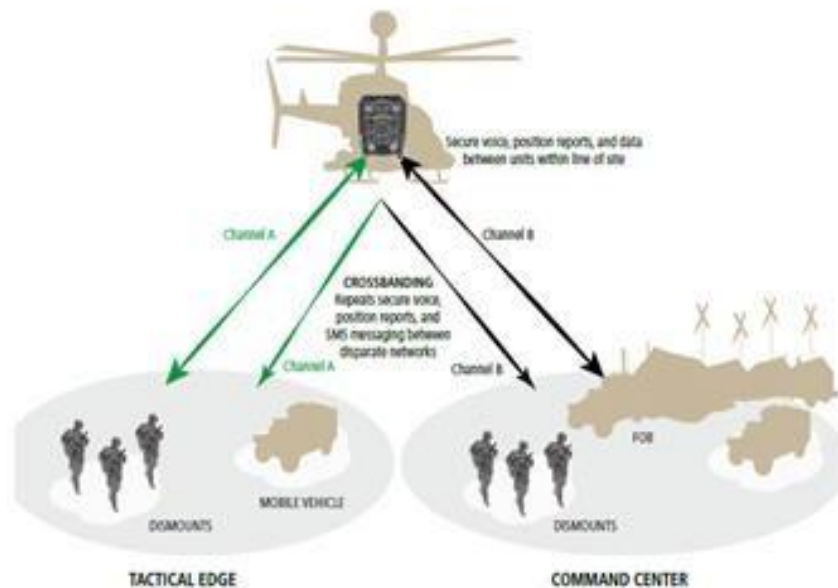 Secure voice, position reports, and data
between units within line of site
Channel A
Channel B
CROSSBANDING
Repeats secure voice,
position reports, and
SMS messaging between
disparate networks
Channel A
Channel B
FOB
MOBILE VEHICLE
DISMOUNTS
DISMOUNTS
TACTICAL EDGE
COMMAND CENTER